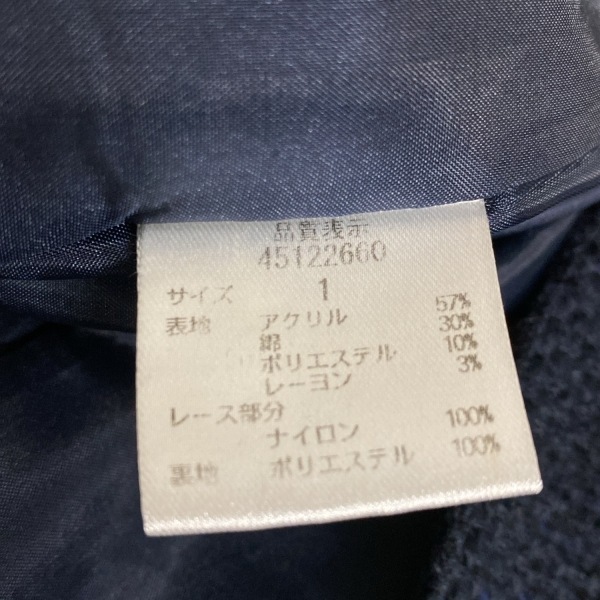 品質表示
45122660
サイズ 1
表地 アクリル 57%
綿 30%
ポリエステル 10%
レーヨン 3%
レース部分
ナイロン 100%
裏地 ポリエステル 100%